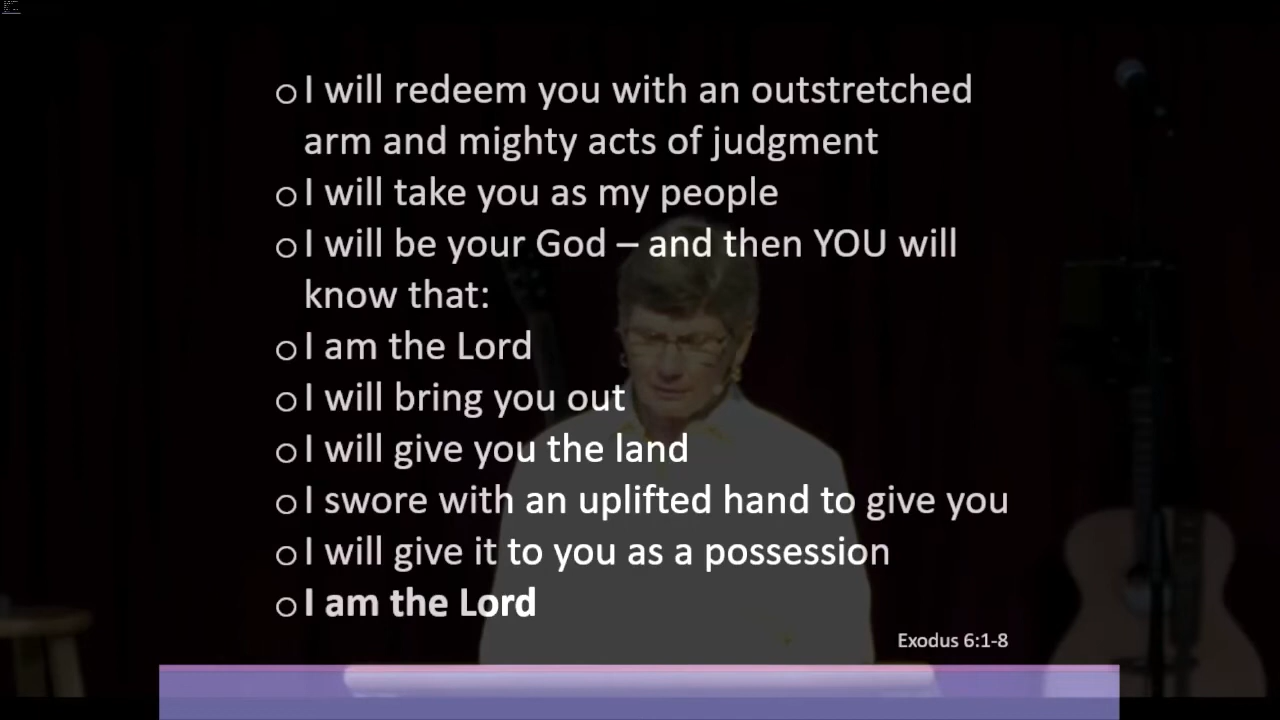 I will redeem you with an outstretched
arm and mighty acts of judgment
I will take you as my people
I will be your God – and then YOU will
know that:
I am the Lord
I will bring you out
I will give you the land
I swore with an uplifted hand to give you
I will give it to you as a possession
I am the Lord
Exodus 6:1-8